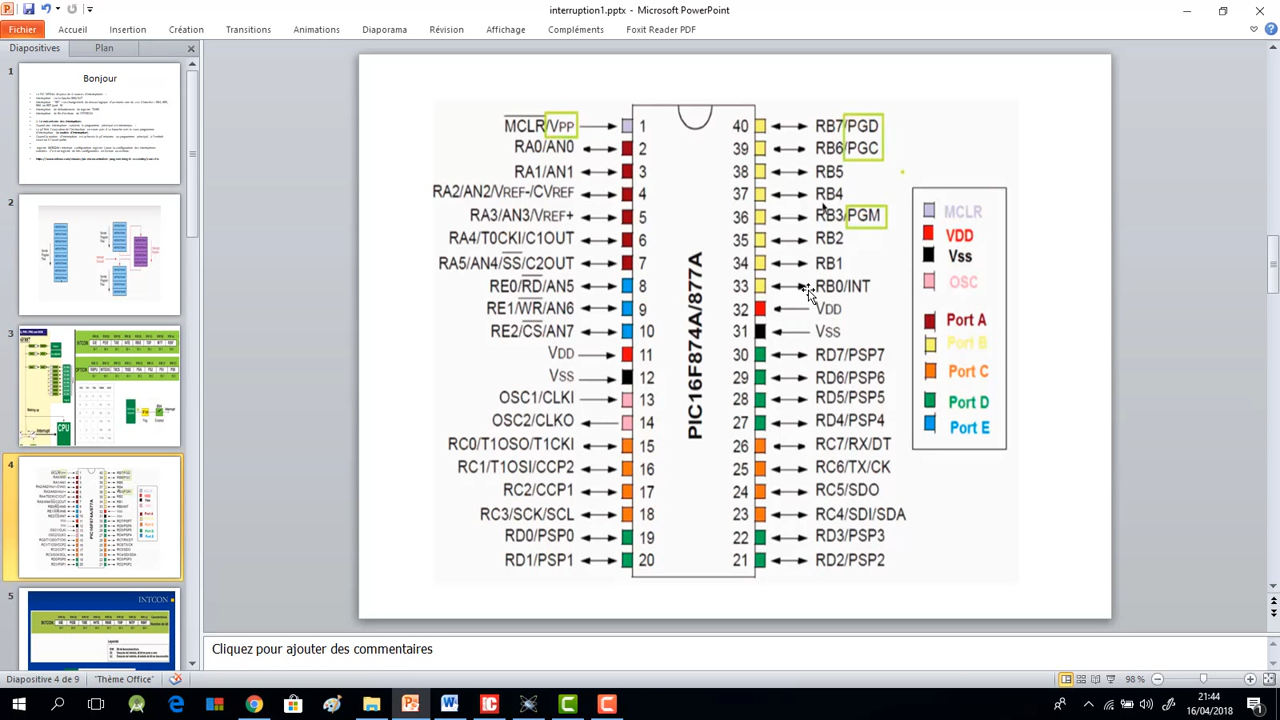 interruption1.pptx - Microsoft PowerPoint
Fichier Accueil Insertion Création Transitions Animations Diaporama Révision Affichage Compléments Foxit Reader PDF
Diapositives Plan
1
Bonjour
2
3
CPU
4
5
INTCON
MCLR/VPP 1 40 RB7/PGD
RA0/AN0 2 39 RB6/PGC
RA1/AN1 3 38 RB5
RA2/AN2/VREF-/CVREF 4 37 RB4
RA3/AN3/VREF+ 5 36 RB3/PGM
RA4/T0CKI/C1OUT 6 35 RB2
RA5/AN4/SS/C2OUT 7 34 RB1
RE0/RD/AN5 8 33 RB0/INT
RE1/WR/AN6 9 32 VDD
RE2/CS/AN7 10 31 VSS
VDD 11 30 RD7/PSP7
VSS 12 29 RD6/PSP6
OSC1/CLKI 13 28 RD5/PSP5
OSC2/CLKO 14 27 RD4/PSP4
RC0/T1OSO/T1CKI 15 26 RC7/RX/DT
RC1/T1OSI/CCP2 16 25 RC6/TX/CK
RC2/CCP1 17 24 RC5/SDO
RC3/SCK/SCL 18 23 RC4/SDI/SDA
RD0/PSP0 19 22 RD3/PSP3
RD1/PSP1 20 21 RD2/PSP2
PIC16F874A/877A
MCLR
VDD
Vss
OSC
Port A
Port B
Port C
Port D
Port E
Cliquez pour ajouter des commentaires
Diapositive 4 de 9 "Thème Office" 98 %
21:44
16/04/2018